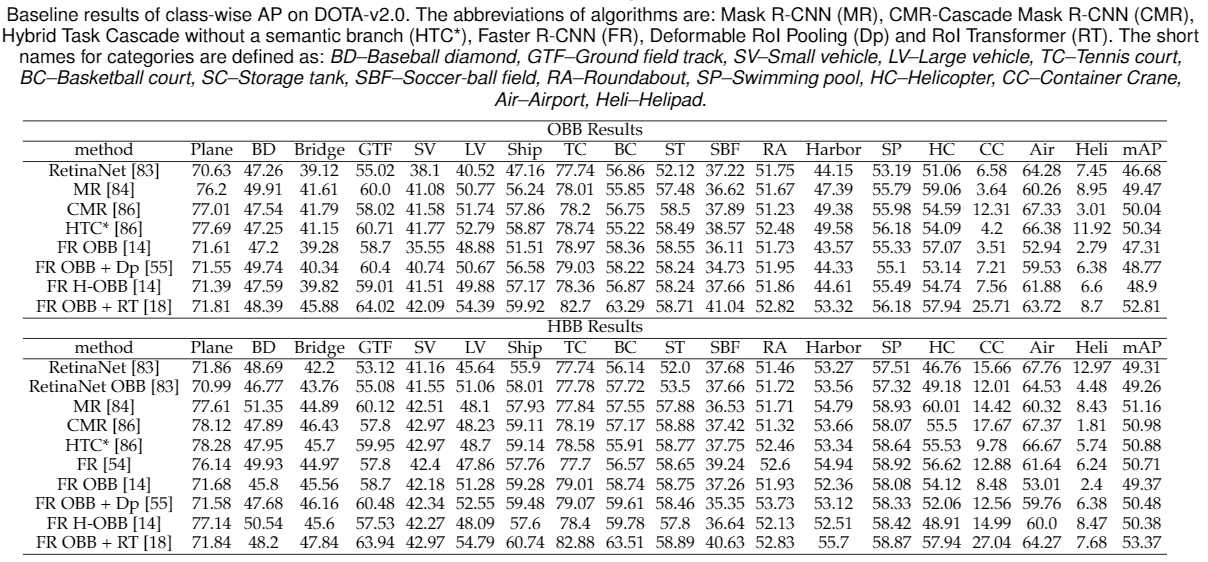 Baseline results of class-wise AP on DOTA-v2.0. The abbreviations of algorithms are: Mask R-CNN (MR), CMR-Cascade Mask R-CNN (CMR),
Hybrid Task Cascade without a semantic branch (HTC*), Faster R-CNN (FR), Deformable RoI Pooling (Dp) and RoI Transformer (RT). The short
names for categories are defined as: BD–Baseball diamond, GTF–Ground field track, SV–Small vehicle, LV–Large vehicle, TC–Tennis court,
BC–Basketball court, SC–Storage tank, SBF–Soccer-ball field, RA–Roundabout, SP–Swimming pool, HC–Helicopter, CC–Container Crane,
Air–Airport, Heli–Helipad.
OBB Results
method Plane BD Bridge GTF SV LV Ship TC BC ST SBF RA Harbor SP HC CC Air Heli mAP
RetinaNet [83] 70.63 47.26 39.12 55.02 38.1 40.52 47.16 77.74 56.86 52.12 37.22 51.75 44.15 53.19 51.06 6.58 64.28 7.45 46.68
MR [84] 76.2 49.91 41.61 60.0 41.08 50.77 56.24 78.01 55.85 57.48 36.62 51.67 47.39 55.79 59.06 3.64 60.26 8.95 49.47
CMR [86] 77.01 47.54 41.79 58.02 41.58 51.74 57.86 78.2 56.75 58.5 37.89 51.23 49.38 55.98 54.59 12.31 67.33 3.01 50.04
HTC* [86] 77.69 47.25 41.15 60.71 41.77 52.79 58.87 78.74 55.22 58.49 38.57 52.48 49.58 56.18 54.09 4.2 66.38 11.92 50.34
FR OBB [14] 71.61 47.2 39.28 58.7 35.55 48.88 51.51 78.97 58.36 58.55 36.11 51.73 43.57 55.33 57.07 3.51 52.94 2.79 47.31
FR OBB + Dp [55] 71.55 49.74 40.34 60.4 40.74 50.67 56.58 79.03 58.22 58.24 34.73 51.95 44.33 55.1 53.14 7.21 59.53 6.38 48.77
FR H-OBB [14] 71.39 47.59 39.82 59.01 41.51 49.88 57.17 78.36 56.87 58.24 37.66 51.86 44.61 55.49 54.74 7.56 61.88 6.6 48.9
FR OBB + RT [18] 71.81 48.39 45.88 64.02 42.09 54.39 59.92 82.7 63.29 58.71 41.04 52.82 53.32 56.18 57.94 25.71 63.72 8.7 52.81
HBB Results
method Plane BD Bridge GTF SV LV Ship TC BC ST SBF RA Harbor SP HC CC Air Heli mAP
RetinaNet [83] 71.86 48.69 42.2 53.12 41.16 45.64 55.9 77.74 56.14 52.0 37.68 51.46 53.27 57.51 46.76 15.66 67.76 12.97 49.31
RetinaNet OBB [83] 70.99 46.77 43.76 55.08 41.55 51.06 58.01 77.78 57.72 53.5 37.66 51.72 53.56 57.32 49.18 12.01 64.53 4.48 49.26
MR [84] 77.61 51.35 44.89 60.12 42.51 48.1 57.93 77.84 57.55 57.88 36.53 51.71 54.79 58.93 60.01 14.42 60.32 8.43 51.16
CMR [86] 78.12 47.89 46.43 57.8 42.97 48.23 59.11 78.19 57.17 58.88 37.42 51.32 53.66 58.07 55.5 17.67 67.37 1.81 50.98
HTC* [86] 78.28 47.95 45.7 59.95 42.97 48.7 59.14 78.58 55.91 58.77 37.75 52.46 53.34 58.64 55.53 9.78 66.67 5.74 50.88
FR [54] 76.14 49.93 44.97 57.8 42.4 47.86 57.76 77.7 56.57 58.65 39.24 52.6 54.94 58.92 56.62 12.88 61.64 6.24 50.71
FR OBB [14] 71.68 45.8 45.56 58.7 42.18 51.28 59.28 79.01 58.74 58.75 37.26 51.93 52.36 58.08 54.12 8.48 53.01 2.4 49.37
FR OBB + Dp [55] 71.58 47.68 46.16 60.48 42.34 52.55 59.48 79.07 59.61 58.46 35.35 53.73 53.12 58.33 52.06 12.56 59.76 6.38 50.48
FR H-OBB [14] 77.14 50.54 45.6 57.53 42.27 48.09 57.6 78.4 59.78 57.8 36.64 52.13 52.51 58.42 48.91 14.99 60.0 8.47 50.38
FR OBB + RT [18] 71.84 48.2 47.84 63.94 42.97 54.79 60.74 82.88 63.51 58.89 40.63 52.83 55.7 58.87 57.94 27.04 64.27 7.68 53.37